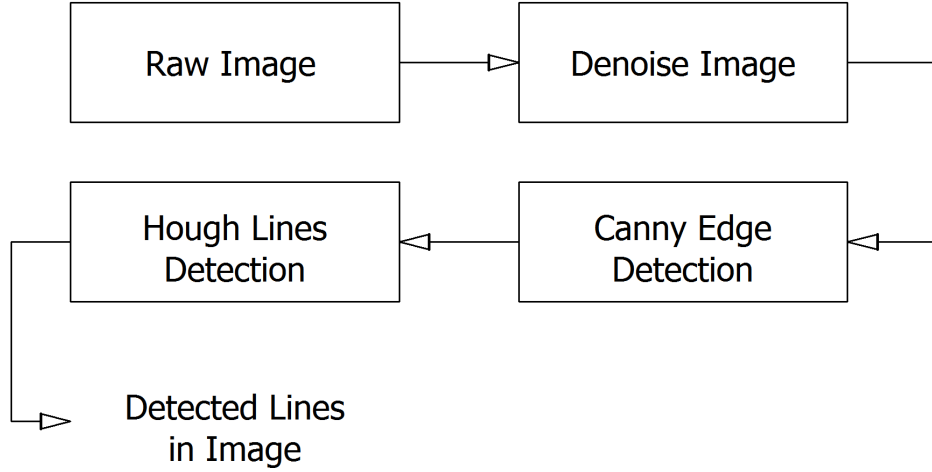 Raw Image
Denoise Image
Canny Edge
Detection
Hough Lines
Detection
Detected Lines
in Image